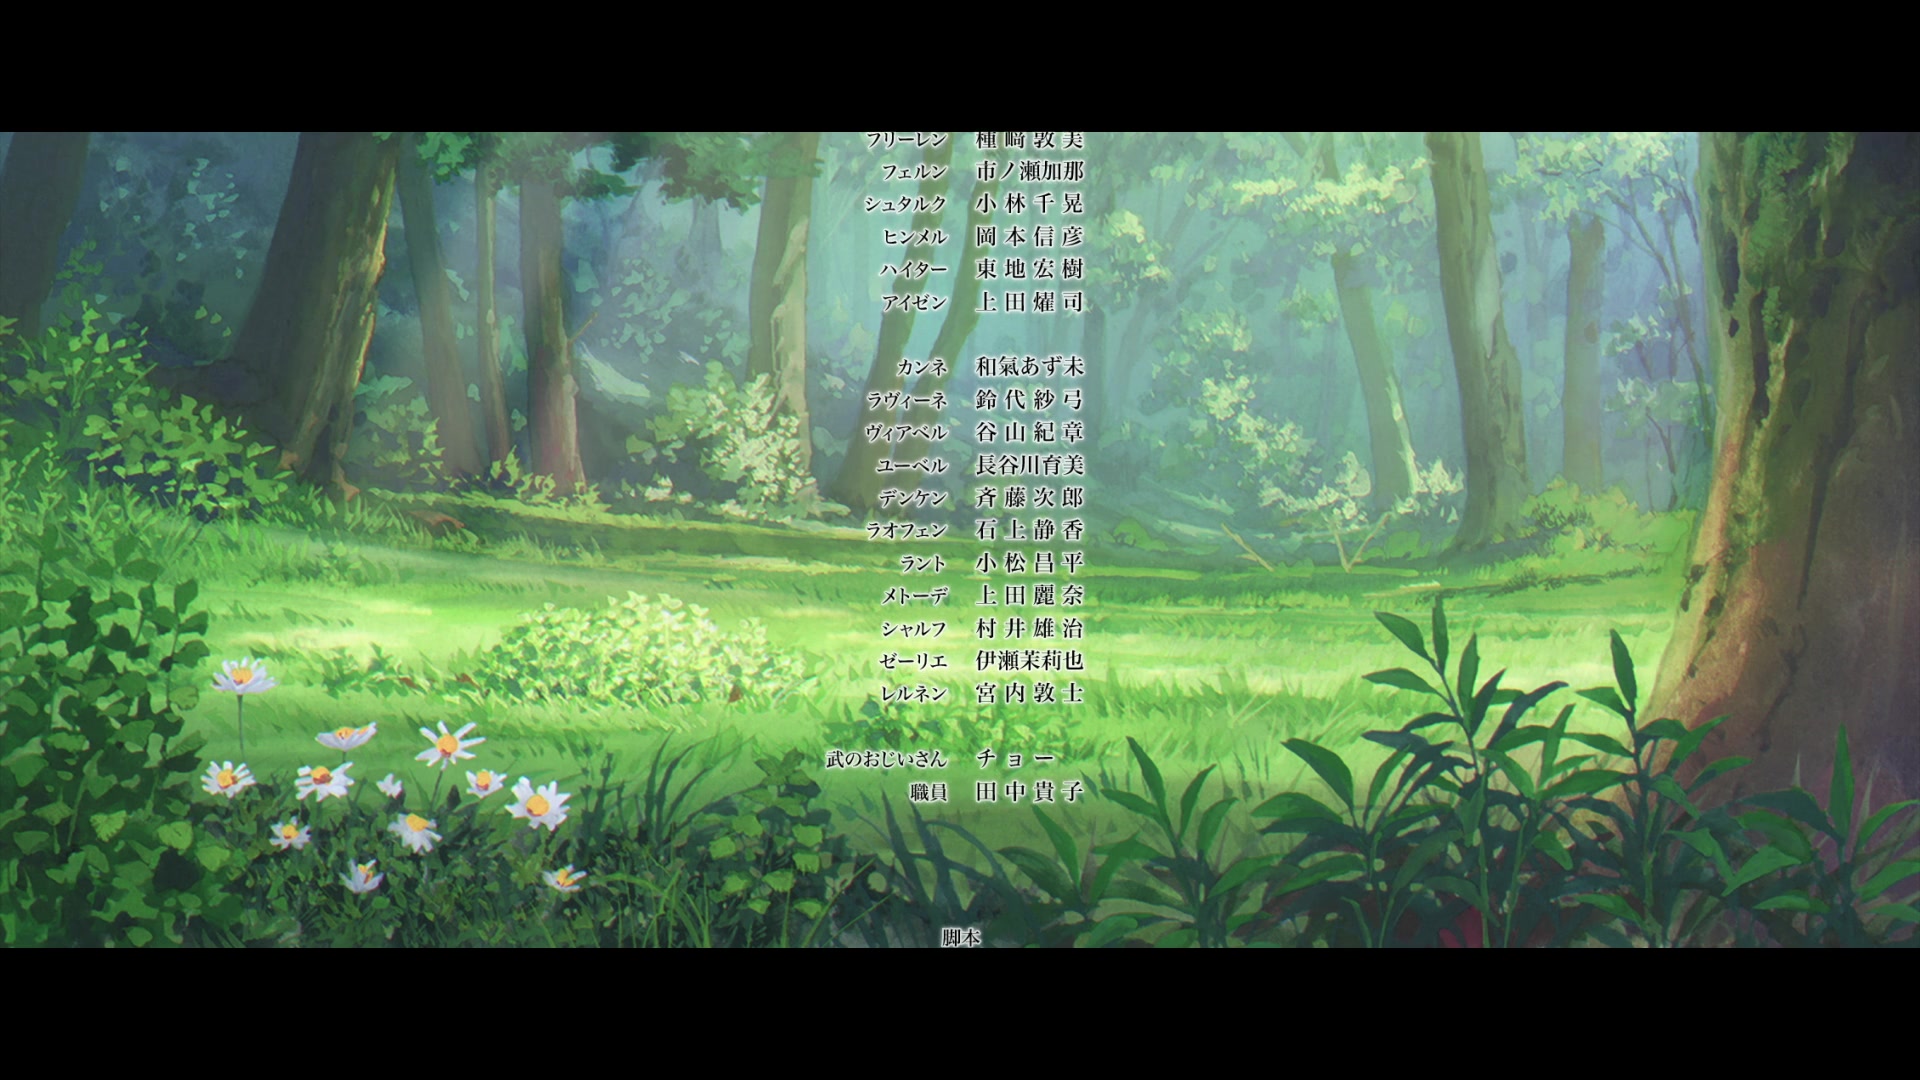 フリーレン 種﨑敦美
フェルン 市ノ瀬加那
シュタルク 小林千晃
ヒンメル 岡本信彦
ハイター 東地宏樹
アイゼン 上田燿司
カンネ 和氣あず未
ラヴィーネ 鈴代紗弓
ヴィアベル 谷山紀章
ユーベル 長谷川育美
デンケン 斉藤次郎
ラオフェン 石上静香
ラント 小松昌平
メトーデ 上田麗奈
シャルフ 村井雄治
ゼーリエ 伊瀬茉莉也
レルネン 宮内敦士
武のおじいさん チョー
職員 田中貴子
脚本